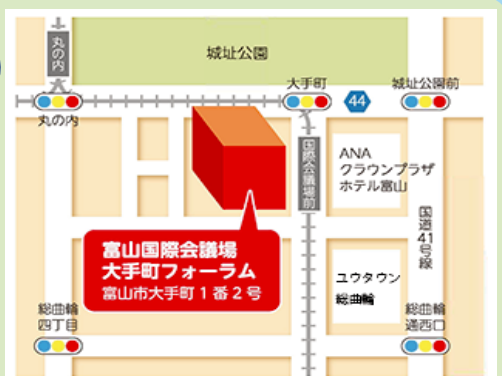 丸の内
城址公園
大手町
城址公園前
44
丸の内
国際会議場前
ANA
クラウンプラザ
ホテル富山
国道41号線
富山国際会議場
大手町フォーラム
富山市大手町1番2号
ユウタウン
総曲輪
総曲輪
四丁目
総曲輪
通西口